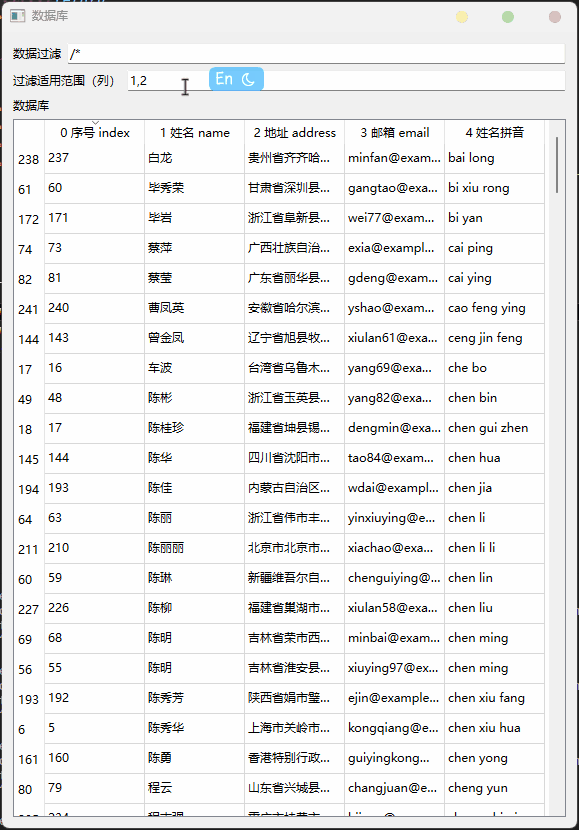 数据库
数据过滤 /*
过滤适用范围（列） 1,2
En
数据库
0 序号 index 1 姓名 name 2 地址 address 3 邮箱 email 4 姓名拼音
238 237 白龙 贵州省齐齐哈... minfan@exam... bai long
61 60 毕秀荣 甘肃省深圳县... gangtao@exa... bi xiu rong
172 171 毕岩 浙江省阜新县... wei77@exam... bi yan
74 73 蔡萍 广西壮族自治... exia@exampl... cai ping
82 81 蔡莹 广东省丽华县... gdeng@exam... cai ying
241 240 曹凤英 安徽省哈尔滨... yshao@exam... cao feng ying
144 143 曾金凤 辽宁省旭县牧... xiulan61@exa... ceng jin feng
17 16 车波 台湾省乌鲁木... yang69@exa... che bo
49 48 陈彬 浙江省玉英县... yang82@exa... chen bin
18 17 陈桂珍 福建省坤县锡... dengmin@exa... chen gui zhen
145 144 陈华 四川省沈阳市... tao84@exam... chen hua
194 193 陈佳 内蒙古自治区... wdai@exampl... chen jia
64 63 陈丽 浙江省伟市丰... yinxiuying@e... chen li
211 210 陈丽丽 北京市北京市... xiachao@exa... chen li li
60 59 陈琳 新疆维吾尔自... chenguiying@... chen lin
227 226 陈柳 福建省巢湖市... xiulan58@exa... chen liu
69 68 陈明 吉林省荣市西... minbai@exam... chen ming
56 55 陈明 吉林省淮安县... xiuying97@ex... chen ming
193 192 陈秀芳 陕西省娟市璧... ejin@example... chen xiu fang
6 5 陈秀华 上海市关岭市... kongqiang@e... chen xiu hua
161 160 陈勇 香港特别行政... guiyingkong... chen yong
80 79 程云 山东省兴城县... changjuan@e... cheng yun